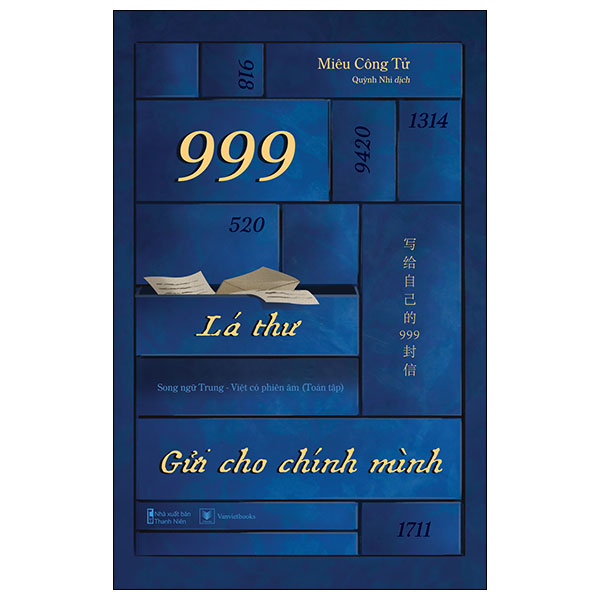 918
Miêu Công Tử
Quỳnh Nhi dịch
999
9420
1314
520
写给自己的999封信
Lá thư
Song ngữ Trung - Việt có phiên âm (Toàn tập)
Gửi cho chính mình
Nhà xuất bản
Thanh Niên
Vanvietbooks
1711